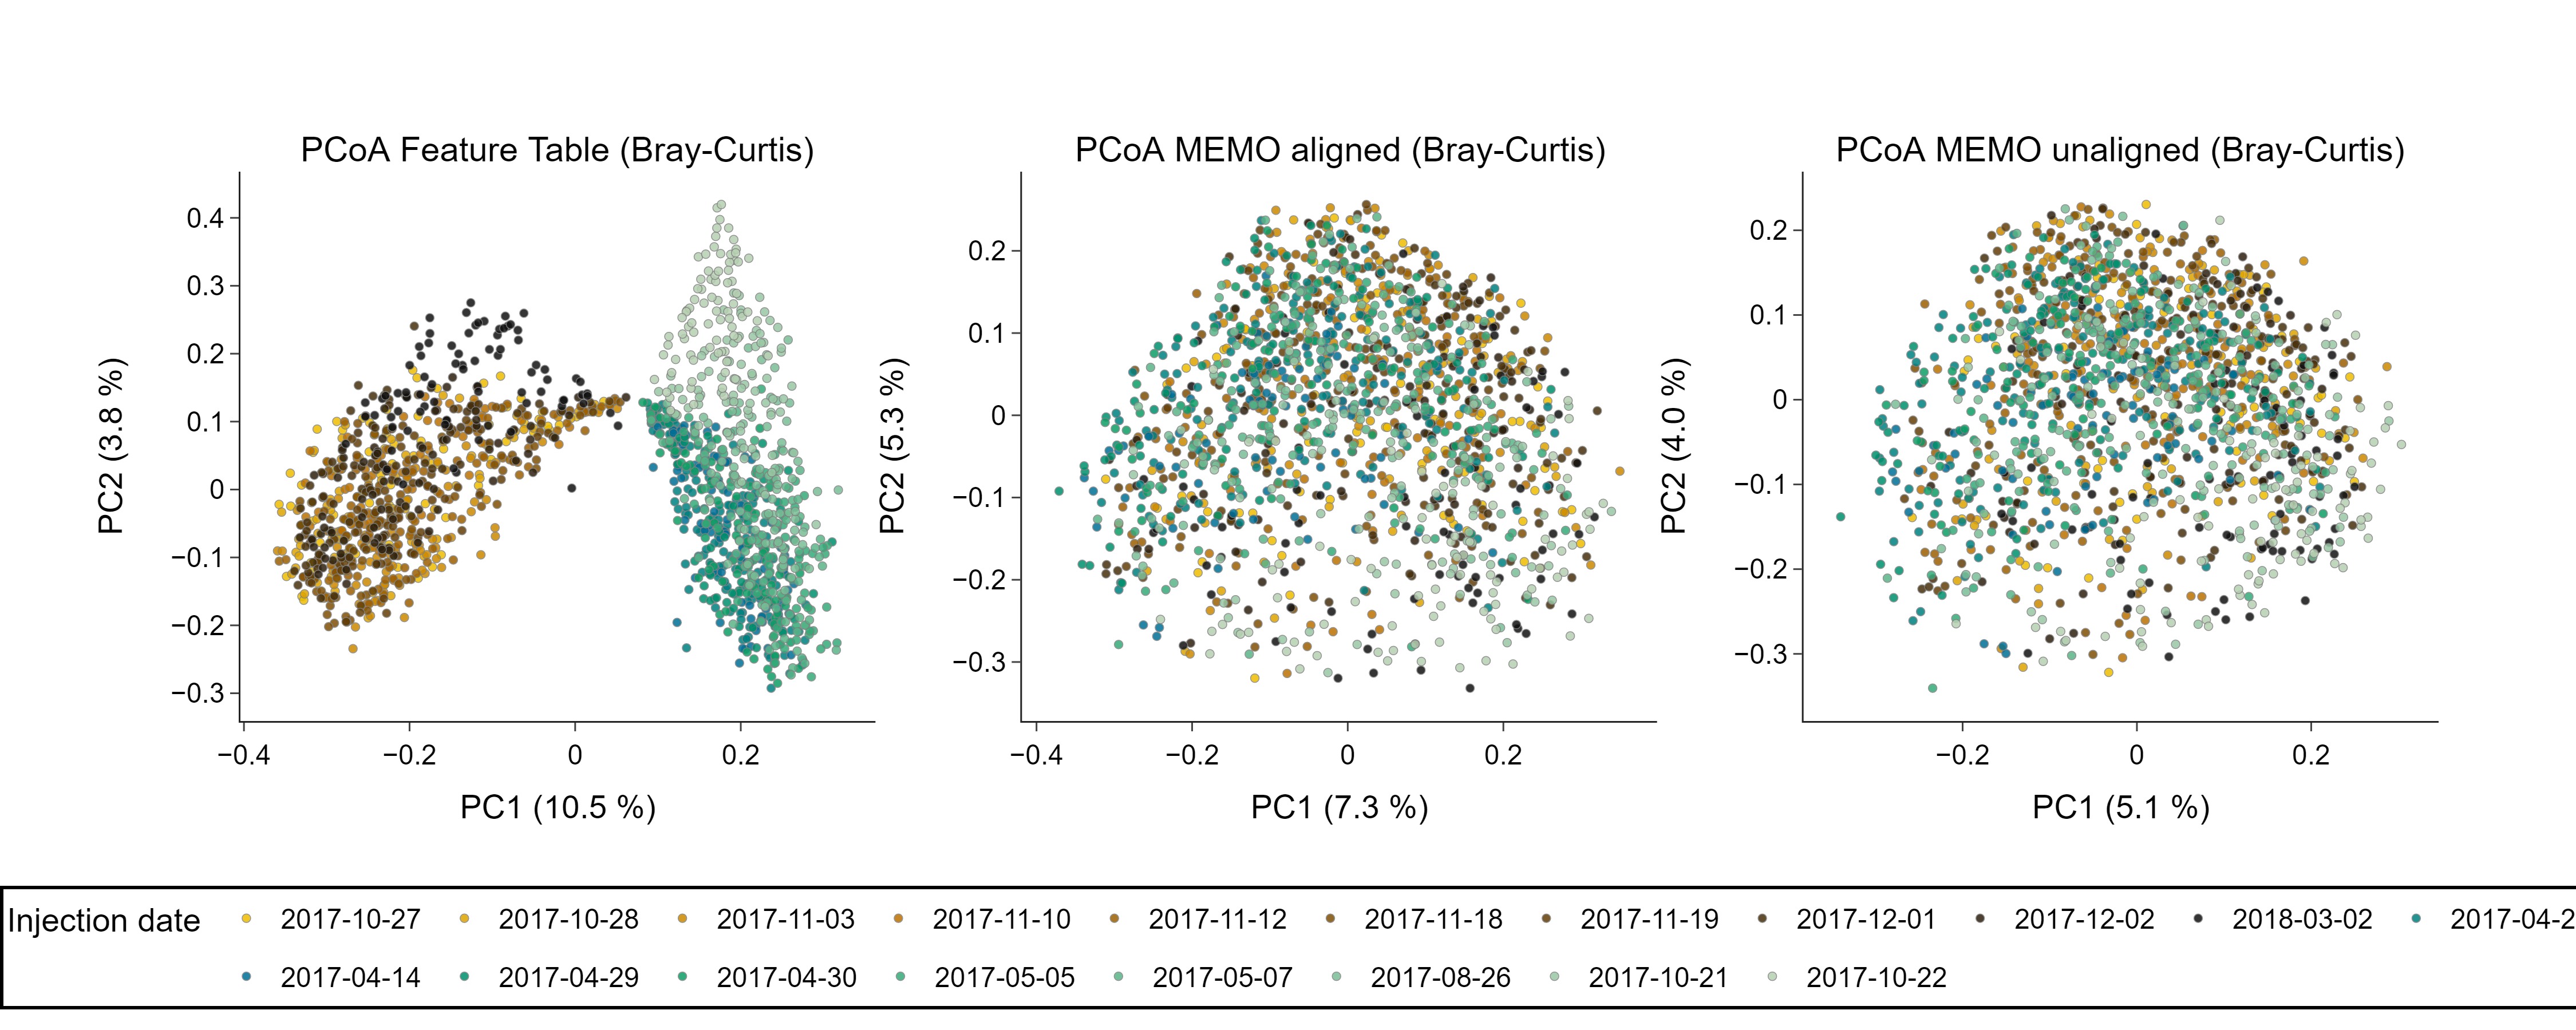 PCoA Feature Table (Bray-Curtis)
PC2 (3.8 %)
0.4
0.3
0.2
0.1
0
−0.1
−0.2
−0.3
−0.4
−0.2
0
0.2
PC1 (10.5 %)
PCoA MEMO aligned (Bray-Curtis)
PC2 (5.3 %)
0.2
0.1
0
−0.1
−0.2
−0.3
−0.4
−0.2
0
0.2
PC1 (7.3 %)
PCoA MEMO unaligned (Bray-Curtis)
PC2 (4.0 %)
0.2
0.1
0
−0.1
−0.2
−0.3
−0.2
0
0.2
PC1 (5.1 %)
Injection date 2017-10-27 2017-10-28 2017-11-03 2017-11-10 2017-11-12 2017-11-18 2017-11-19 2017-12-01 2017-12-02 2018-03-02 2017-04-2
2017-04-14 2017-04-29 2017-04-30 2017-05-05 2017-05-07 2017-08-26 2017-10-21 2017-10-22